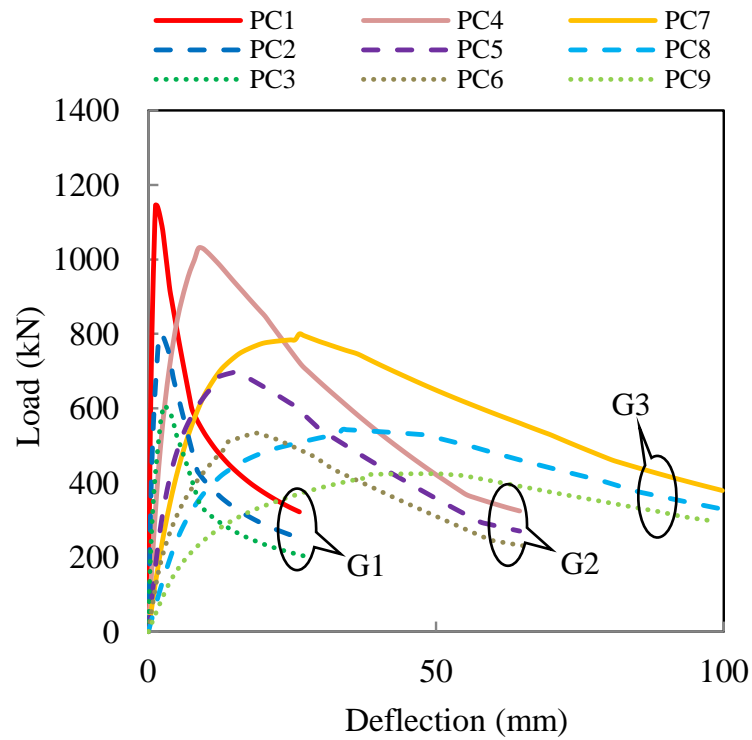 PC1 PC4 PC7
PC2 PC5 PC8
PC3 PC6 PC9
1400
1200
1000
800
600
400
200
0
Load (kN)
G3
G1
G2
0 50 100
Deflection (mm)